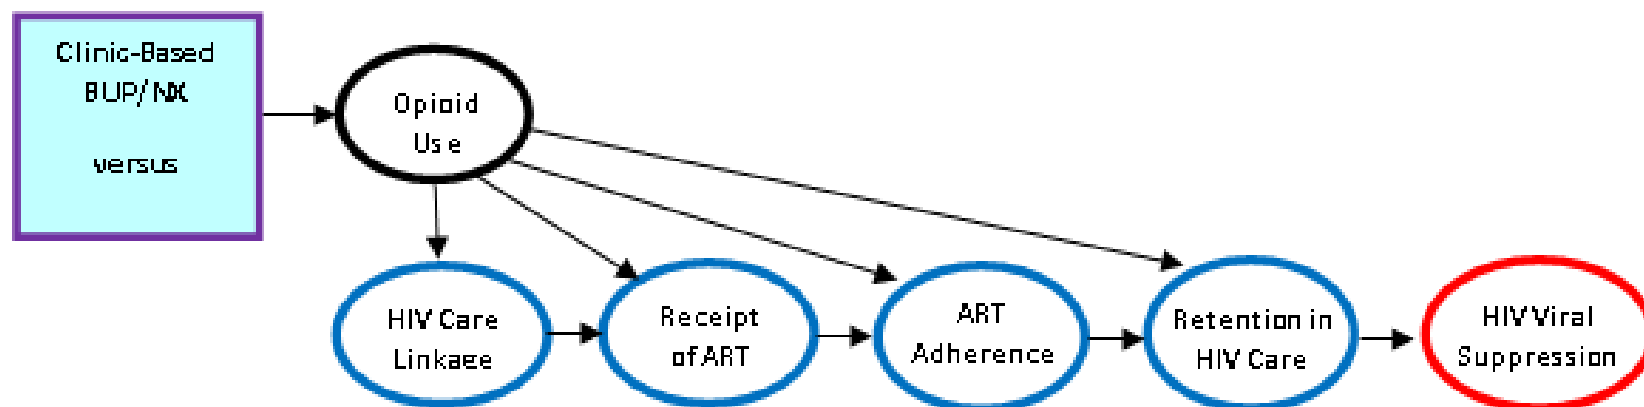 Clinic-Based
BUP/NX
versus
Opioid
Use
HIV Care
Linkage
Receipt
of ART
ART
Adherence
Retention in
HIV Care
HIV Viral
Suppression